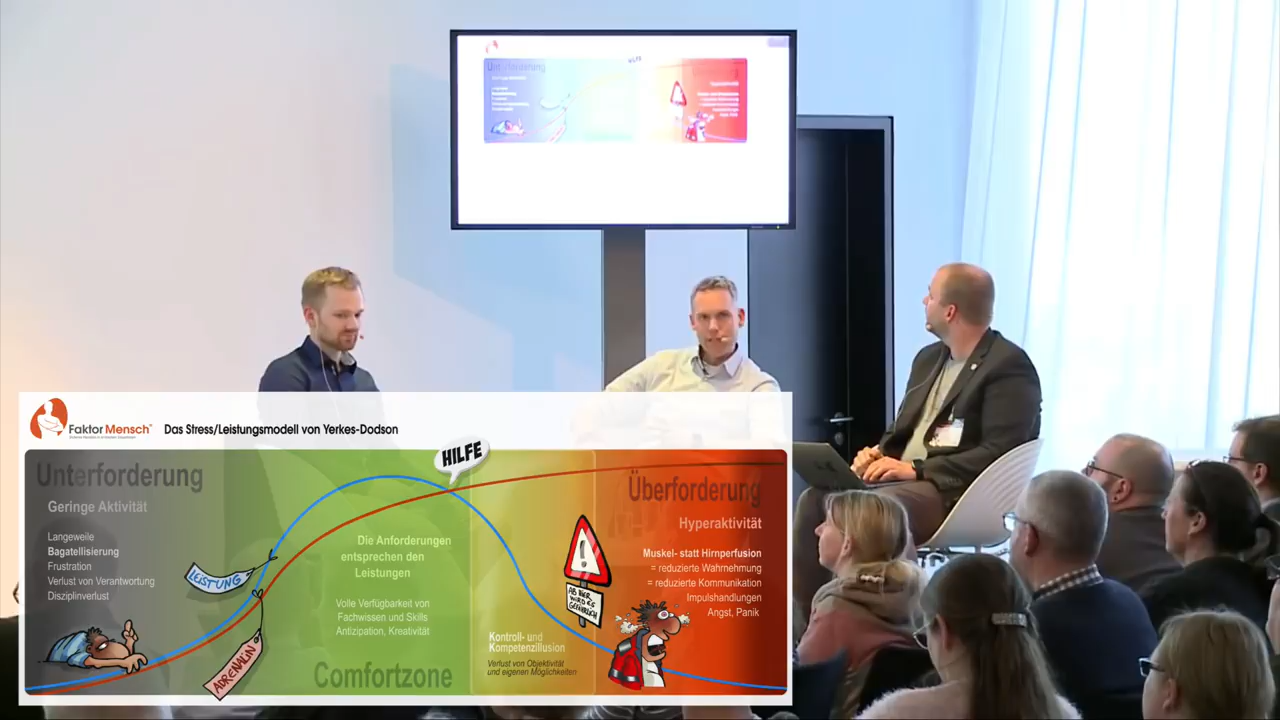 Faktor Mensch
Das Stress/Leistungsmodell von Yerkes-Dodson
HILFE
Unterforderung
Geringe Aktivität
Langeweile
Bagatellisierung
Frustration
Verlust von Verantwortung
Disziplinverlust
LEISTUNG
ADRENALIN
Die Anforderungen
entsprechen den
Leistungen
Volle Verfügbarkeit von
Fachwissen und Skills
Antizipation, Kreativität
Comfortzone
Kontroll- und
Kompetenzillusion
Verlust von Objektivität
und eigenen Möglichkeiten
AB HIER
WIRD ES
GEFÄHRLICH
Überforderung
Hyperaktivität
Muskel- statt Hirnperfusion
= reduzierte Wahrnehmung
= reduzierte Kommunikation
Impulshandlungen
Angst, Panik
Unterforderung
HILFE